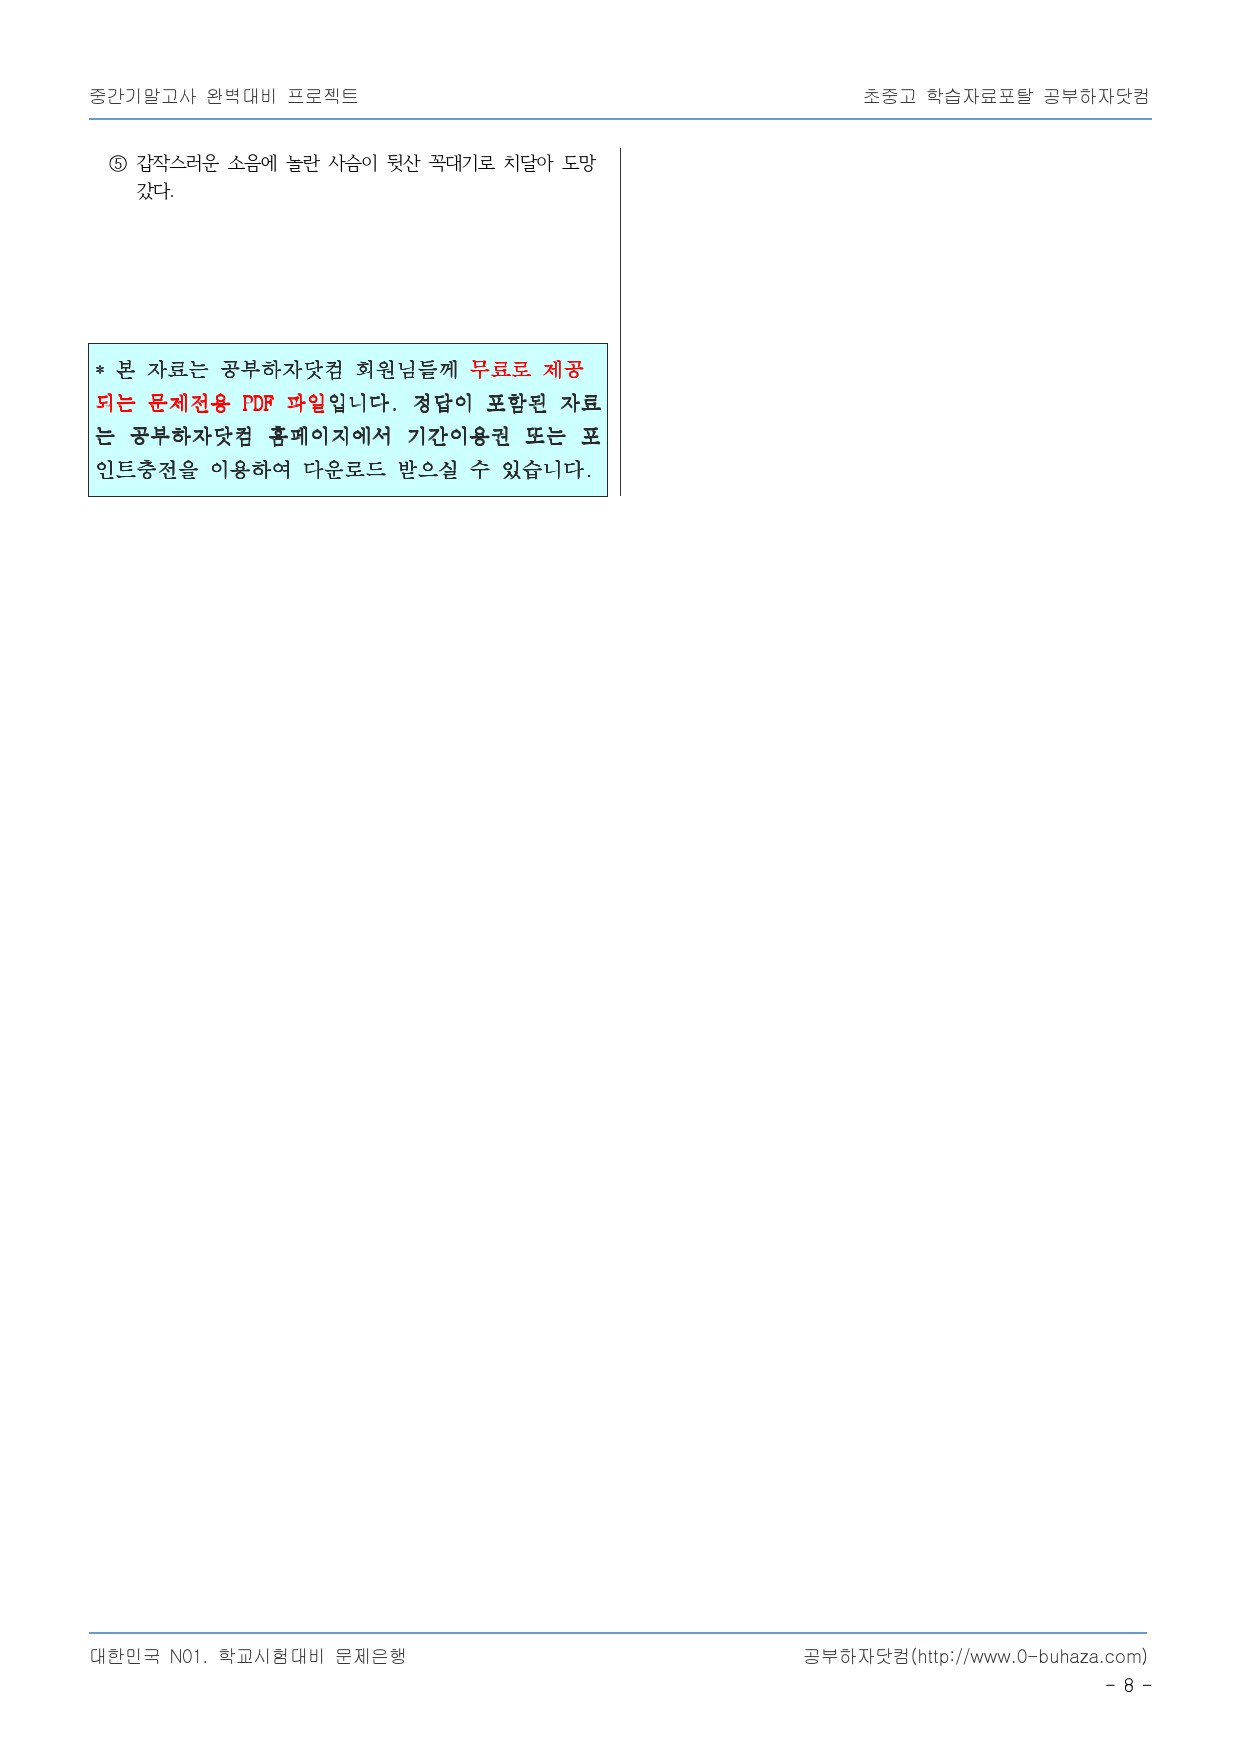 중간기말고사 완벽대비 프로젝트
초중고 학습자료포탈 공부하자닷컴
⑤ 갑작스러운 소음에 놀란 사슴이 뒷산 꼭대기로 치달아 도망
갔다.
* 본 자료는 공부하자닷컴 회원님들께 무료로 제공
되는 문제전용 PDF 파일입니다. 정답이 포함된 자료
는 공부하자닷컴 홈페이지에서 기간이용권 또는 포
인트충전을 이용하여 다운로드 받으실 수 있습니다.
대한민국 N01. 학교시험대비 문제은행
공부하자닷컴(http://www.0-buhaza.com)
- 8 -